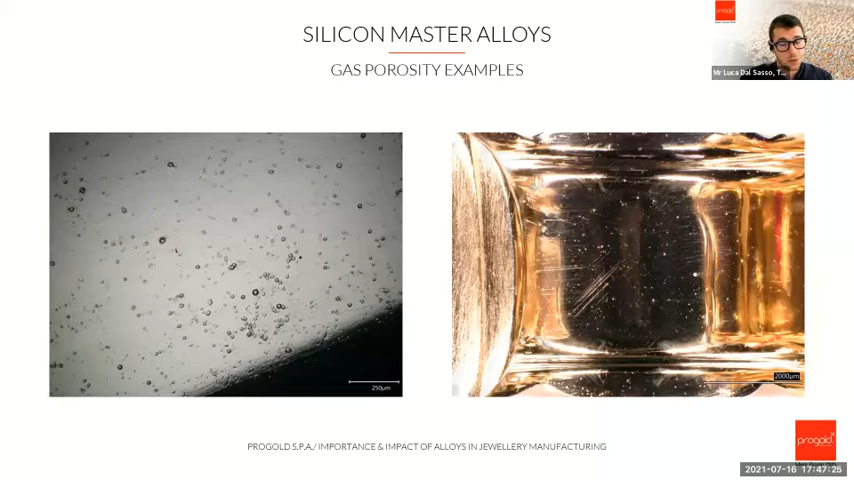 SILICON MASTER ALLOYS
GAS POROSITY EXAMPLES
progold
Mr Luca Dal Sasso, T...
250µm
2000µm
PROGOLD S.P.A./ IMPORTANCE & IMPACT OF ALLOYS IN JEWELLERY MANUFACTURING
progold
2021-07-16 17:47:25